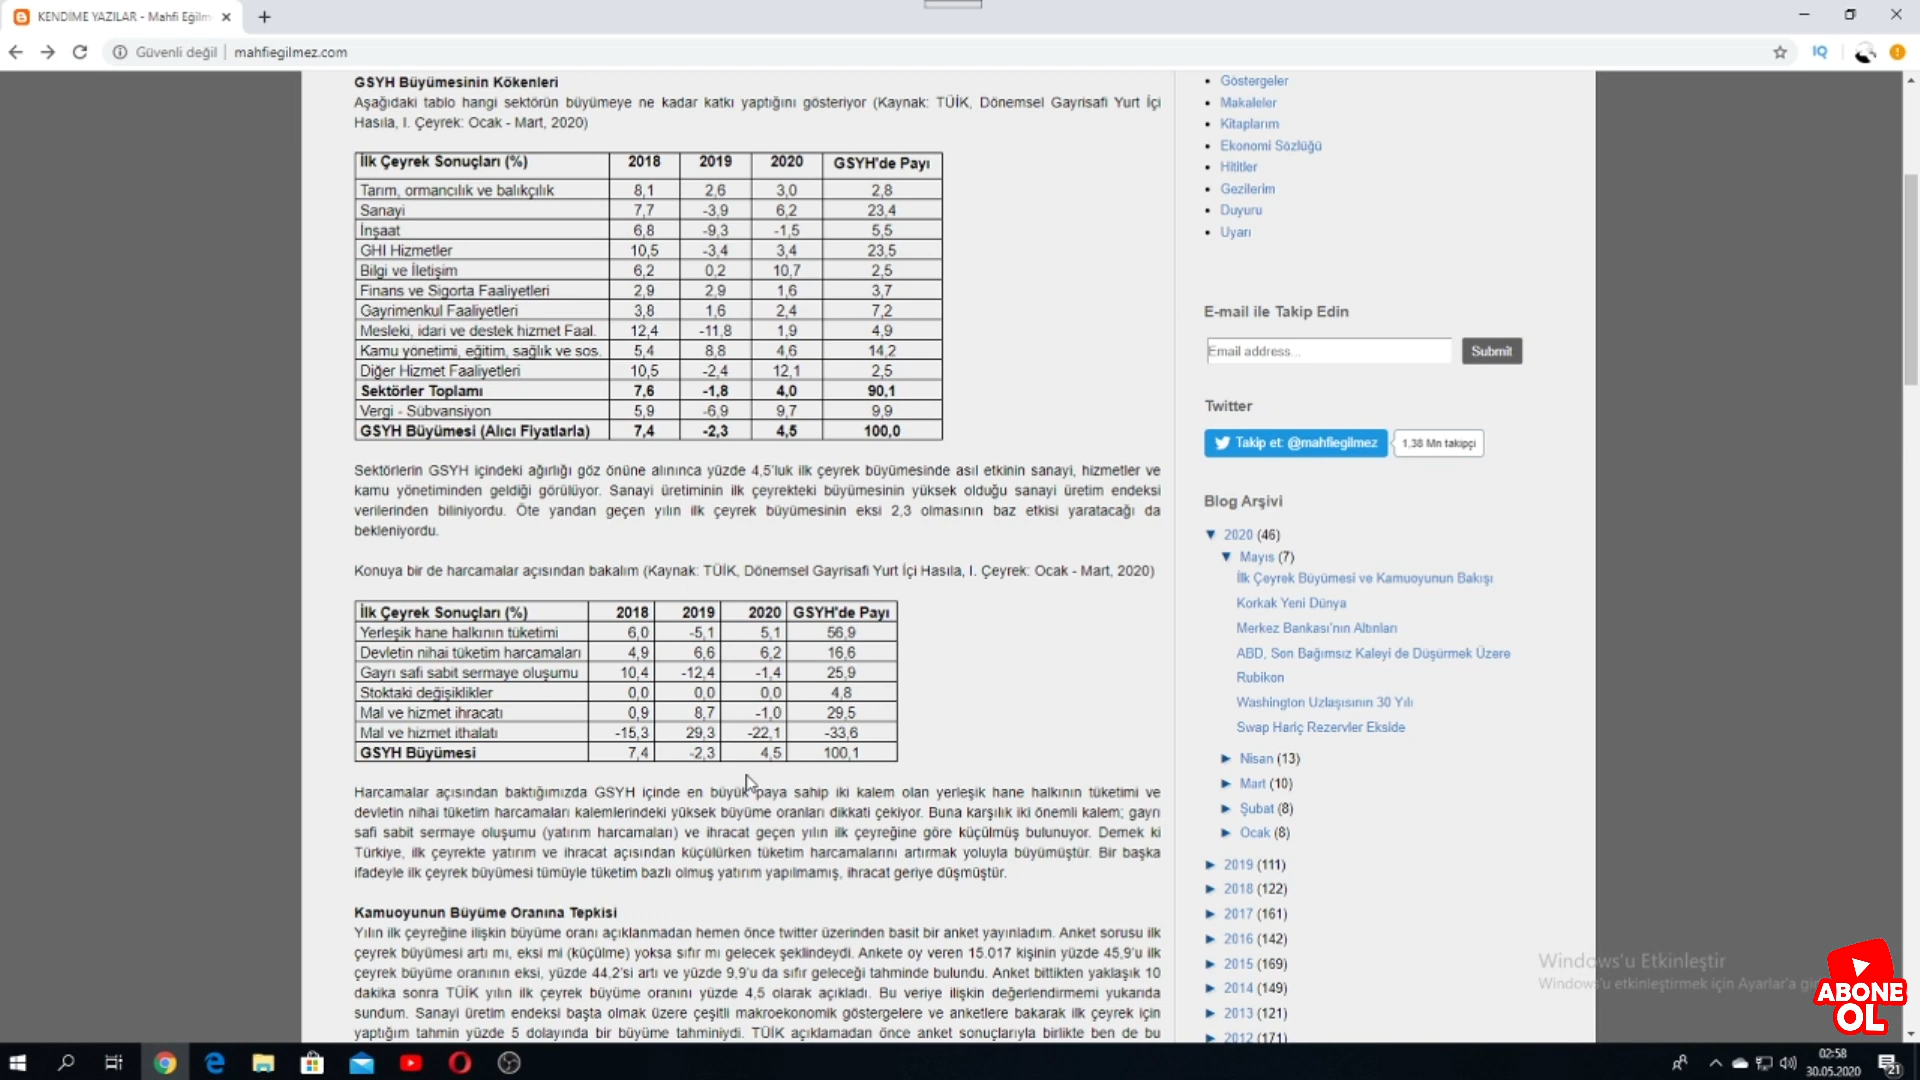 KENDİME YAZILAR - Mahfi Eğilm
Güvenli değil | mahfiegilmez.com
IQ
GSYH Büyümesinin Kökenleri
Aşağıdaki tablo hangi sektörün büyümeye ne kadar katkı yaptığını gösteriyor (Kaynak: TÜİK, Dönemsel Gayrisafi Yurt İçi
Hasıla, I. Çeyrek: Ocak - Mart, 2020)
İlk Çeyrek Sonuçları (%) 2018 2019 2020 GSYH'de Payı
Tarım, ormancılık ve balıkçılık 8,1 2,6 3,0 2,8
Sanayi 7,7 -3,9 6,2 23,4
İnşaat 6,8 -9,3 -1,5 5,5
GHI Hizmetler 10,5 -3,4 3,4 23,5
Bilgi ve İletişim 6,2 0,2 10,7 2,5
Finans ve Sigorta Faaliyetleri 2,9 2,9 1,6 3,7
Gayrimenkul Faaliyetleri 3,8 1,6 2,4 7,2
Mesleki, idari ve destek hizmet Faal. 12,4 -11,8 1,9 4,9
Kamu yönetimi, eğitim, sağlık ve sos. 5,4 8,8 4,6 14,2
Diğer Hizmet Faaliyetleri 10,5 -2,4 12,1 2,5
Sektörler Toplamı 7,6 -1,8 4,0 90,1
Vergi - Sübvansiyon 5,9 -6,9 9,7 9,9
GSYH Büyümesi (Alıcı Fiyatlarla) 7,4 -2,3 4,5 100,0
Sektörlerin GSYH içindeki ağırlığı göz önüne alınınca yüzde 4,5'luk ilk çeyrek büyümesinde asıl etkinin sanayi, hizmetler ve
kamu yönetiminden geldiği görülüyor. Sanayi üretiminin ilk çeyrekteki büyümesinin yüksek olduğu sanayi üretim endeksi
verilerinden biliniyordu. Öte yandan geçen yılın ilk çeyrek büyümesinin eksi 2,3 olmasının baz etkisi yaratacağı da
bekleniyordu.
Konuya bir de harcamalar açısından bakalım (Kaynak: TÜİK, Dönemsel Gayrisafi Yurt İçi Hasıla, I. Çeyrek: Ocak - Mart, 2020)
İlk Çeyrek Sonuçları (%) 2018 2019 2020 GSYH'de Payı
Yerleşik hane halkının tüketimi 6,0 -5,1 5,1 56,9
Devletin nihai tüketim harcamaları 4,9 6,6 6,2 16,6
Gayrı safi sabit sermaye oluşumu 10,4 -12,4 -1,4 25,9
Stoktaki değişiklikler 0,0 0,0 0,0 4,8
Mal ve hizmet ihracatı 0,9 8,7 -1,0 29,5
Mal ve hizmet ithalatı -15,3 29,3 -22,1 -33,6
GSYH Büyümesi 7,4 -2,3 4,5 100,1
Harcamalar açısından baktığımızda GSYH içinde en büyük paya sahip iki kalem olan yerleşik hane halkının tüketimi ve
devletin nihai tüketim harcamaları kalemlerindeki yüksek büyüme oranları dikkati çekiyor. Buna karşılık iki önemli kalem; gayrı
safi sabit sermaye oluşumu (yatırım harcamaları) ve ihracat geçen yılın ilk çeyreğine göre küçülmüş bulunuyor. Demek ki
Türkiye, ilk çeyrekte yatırım ve ihracat açısından küçülürken tüketim harcamalarını artırmak yoluyla büyümüştür. Bir başka
ifadeyle ilk çeyrek büyümesi tümüyle tüketim bazlı olmuş yatırım yapılmamış, ihracat geriye düşmüştür.
Kamuoyunun Büyüme Oranına Tepkisi
Yılın ilk çeyreğine ilişkin büyüme oranı açıklanmadan hemen önce twitter üzerinden basit bir anket yayınladım. Anket sorusu ilk
çeyrek büyümesi artı mı, eksi mi (küçülme) yoksa sıfır mı gelecek şeklindeydi. Ankete oy veren 15.017 kişinin yüzde 45,9'u ilk
çeyrek büyüme oranının eksi, yüzde 44,2'si artı ve yüzde 9,9'u da sıfır geleceği tahminde bulundu. Anket bittikten yaklaşık 10
dakika sonra TÜİK yılın ilk çeyrek büyüme oranını yüzde 4,5 olarak açıkladı. Bu veriye ilişkin değerlendirmemi yukarıda
sundum. Sanayi üretim endeksi başta olmak üzere çeşitli makroekonomik göstergelere ve anketlere bakarak ilk çeyrek için
yaptığım tahmin yüzde 5 dolayında bir büyüme tahminiydi. TÜİK açıklamadan önce anket sonuçlarıyla birlikte ben de bu
Göstergeler
Makaleler
Kitaplarım
Ekonomi Sözlüğü
Hititler
Gezilerim
Duyuru
Uyarı
E-mail ile Takip Edin
Email address...
Submit
Twitter
Takip et: @mahfiegilmez
1,38 Mn takipçi
Blog Arşivi
▼ 2020 (46)
▼ Mayıs (7)
İlk Çeyrek Büyümesi ve Kamuoyunun Bakışı
Korkak Yeni Dünya
Merkez Bankası'nın Altınları
ABD, Son Bağımsız Kaleyi de Düşürmek Üzere
Rubikon
Washington Uzlaşısının 30 Yılı
Swap Hariç Rezervler Ekside
► Nisan (13)
► Mart (10)
► Şubat (8)
► Ocak (8)
► 2019 (111)
► 2018 (122)
► 2017 (161)
► 2016 (142)
► 2015 (169)
► 2014 (149)
► 2013 (121)
► 2012 (171)
Windows'u Etkinleştir
Windows'u etkinleştirmek için Ayarlar'a gi
ABONE
OL
02:58
30.05.2020
21